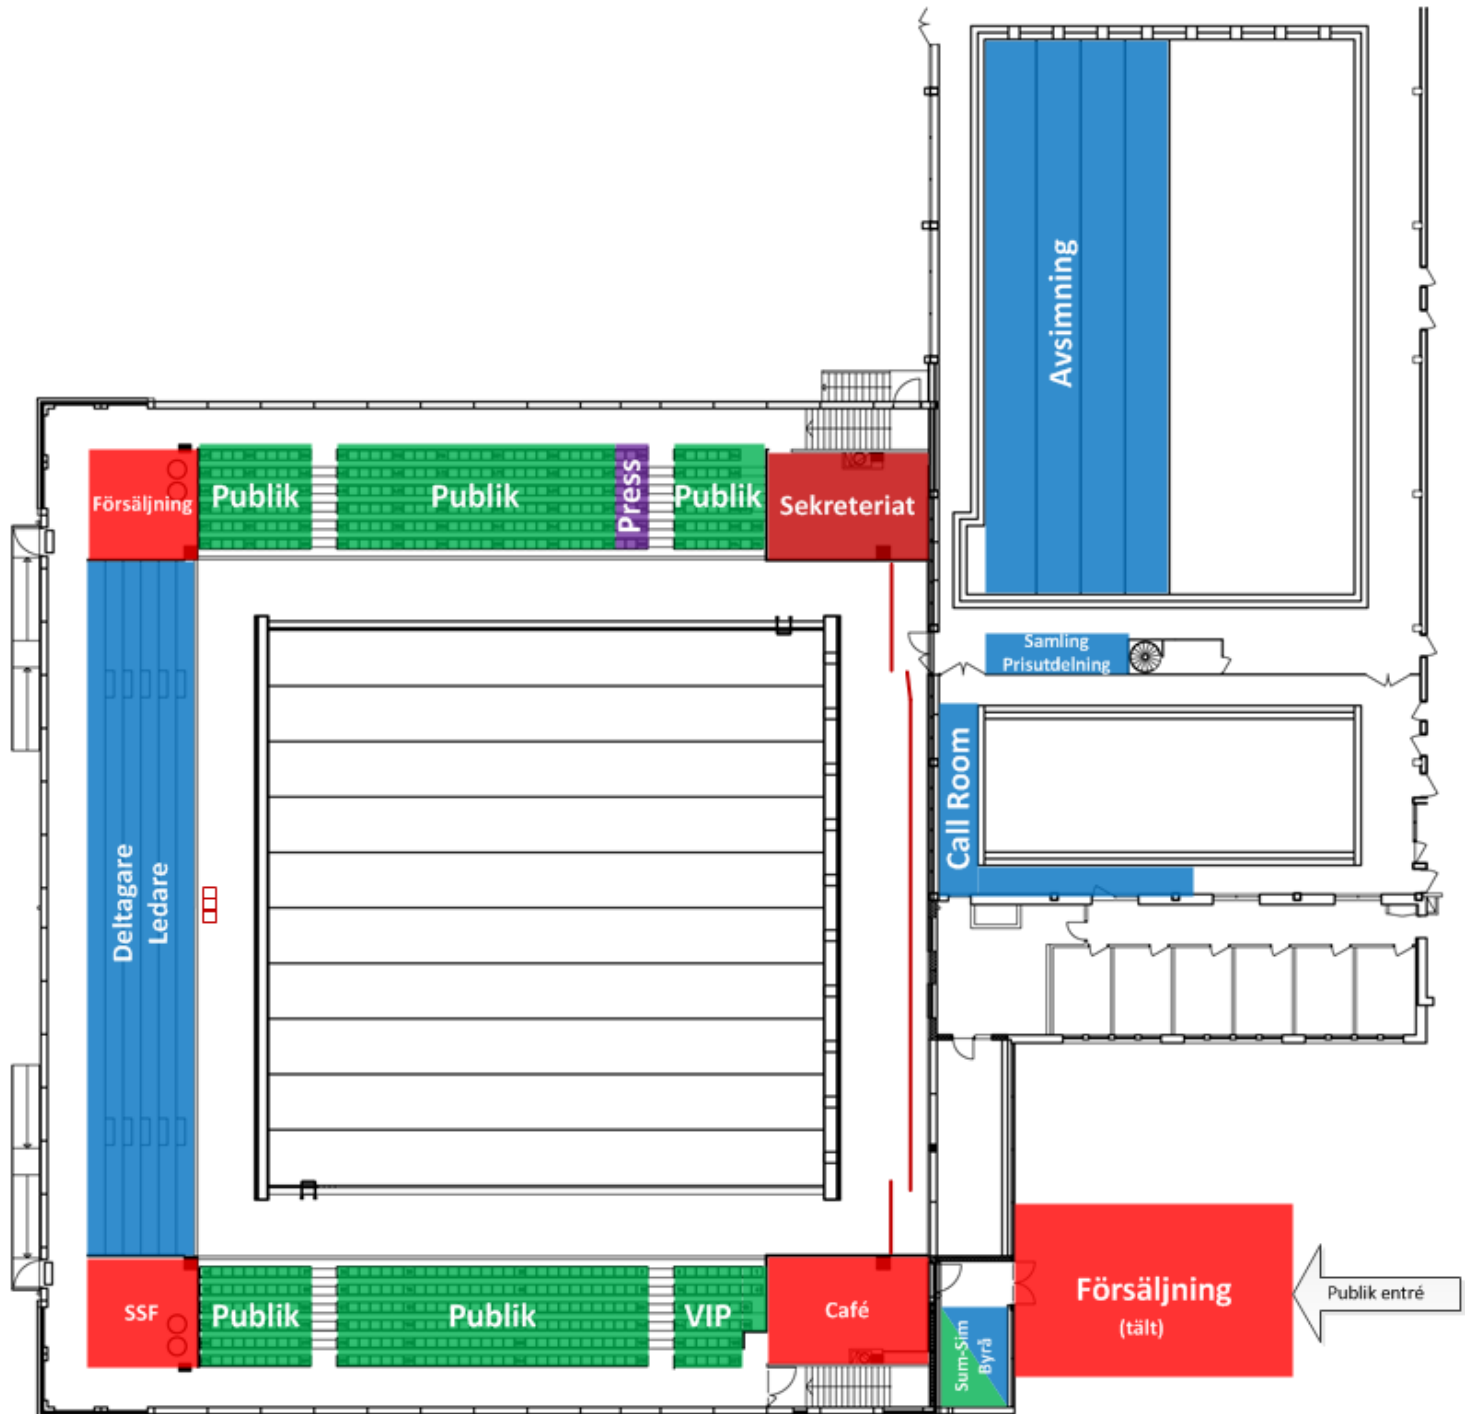 Avsimning
Försäljning
Publik
Publik
Press
Publik
Sekreteriat
Samling
Prisutdelning
Call Room
Deltagare
Ledare
SSF
Publik
Publik
VIP
Café
Sum-Sim
Byrå
Försäljning
(tält)
Publik entré